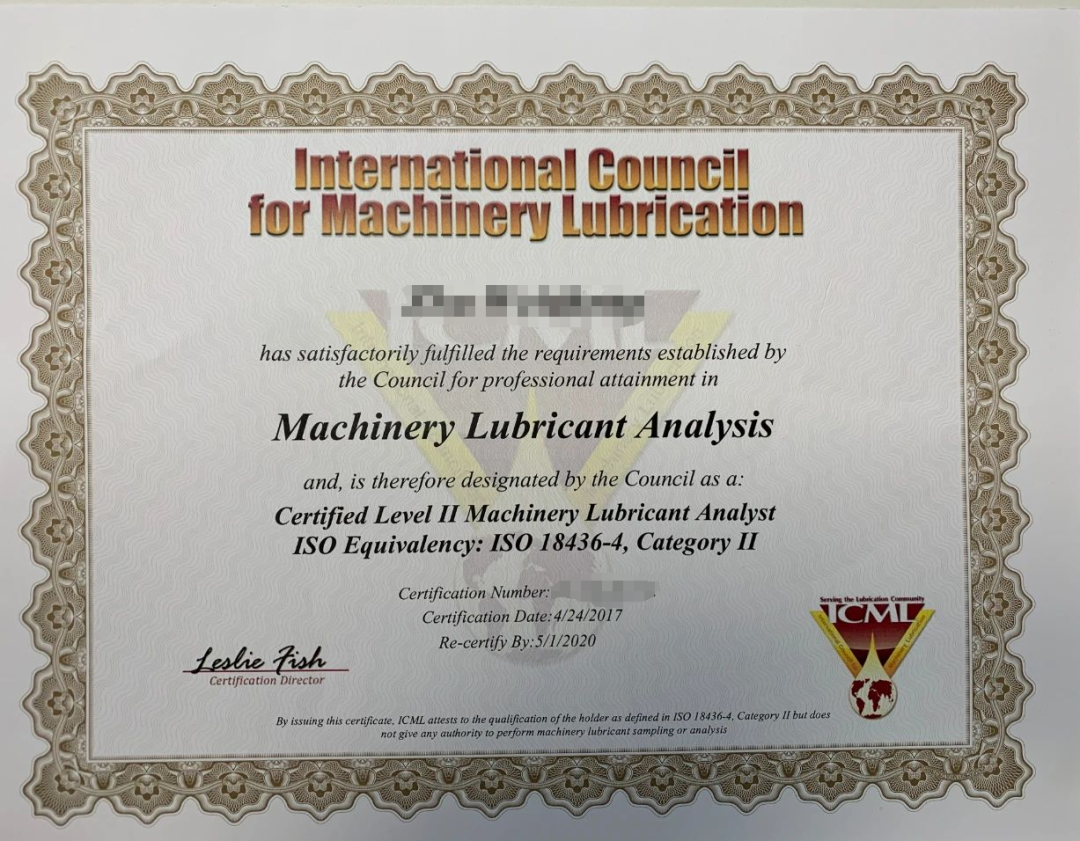 International Council
for Machinery Lubrication
has satisfactorily fulfilled the requirements established by
the Council for professional attainment in
Machinery Lubricant Analysis
and, is therefore designated by the Council as a:
Certified Level II Machinery Lubricant Analyst
ISO Equivalency: ISO 18436-4, Category II
Certification Number:
Certification Date:4/24/2017
Re-certify By:5/1/2020
Leslie Fish
Certification Director
Serving the Lubrication Community
ICML
International Council for Machinery Lubrication
By issuing this certificate, ICML attests to the qualification of the holder as defined in ISO 18436-4, Category II but does
not give any authority to perform machinery lubricant sampling or analysis